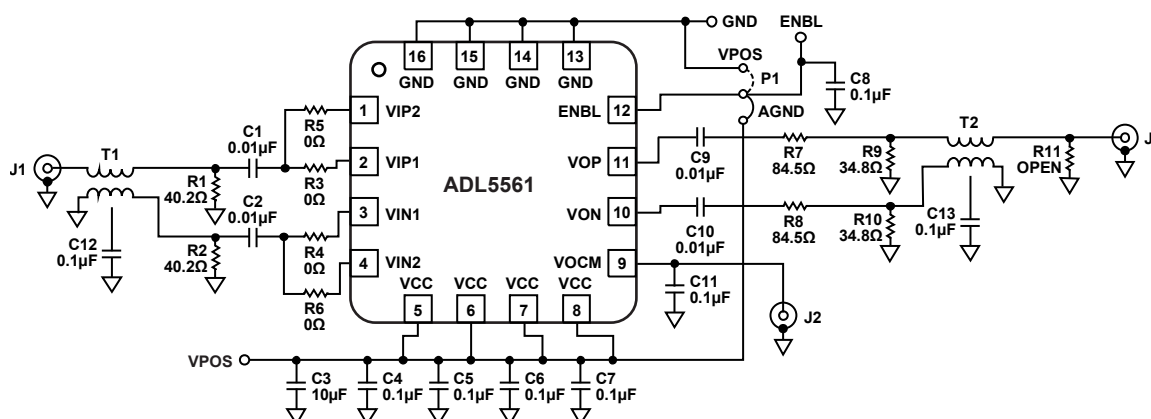 GND
ENBL
16
15
14
13
GND
GND
GND
GND
VPOS
P1
C8
0.1µF
AGND
1
VIP2
ENBL
12
C1
0.01µF
R5
0Ω
J1
T1
2
VIP1
R3
0Ω
R1
40.2Ω
C2
0.01µF
ADL5561
VOP
11
C9
0.01µF
R7
84.5Ω
R9
34.8Ω
T2
R11
OPEN
J
3
VIN1
R4
0Ω
VON
10
C10
0.01µF
R8
84.5Ω
R10
34.8Ω
C13
0.1µF
C12
0.1µF
R2
40.2Ω
4
VIN2
R6
0Ω
VOCM
9
C11
0.1µF
J2
VCC
VCC
VCC
VCC
5
6
7
8
VPOS
C3
10µF
C4
0.1µF
C5
0.1µF
C6
0.1µF
C7
0.1µF